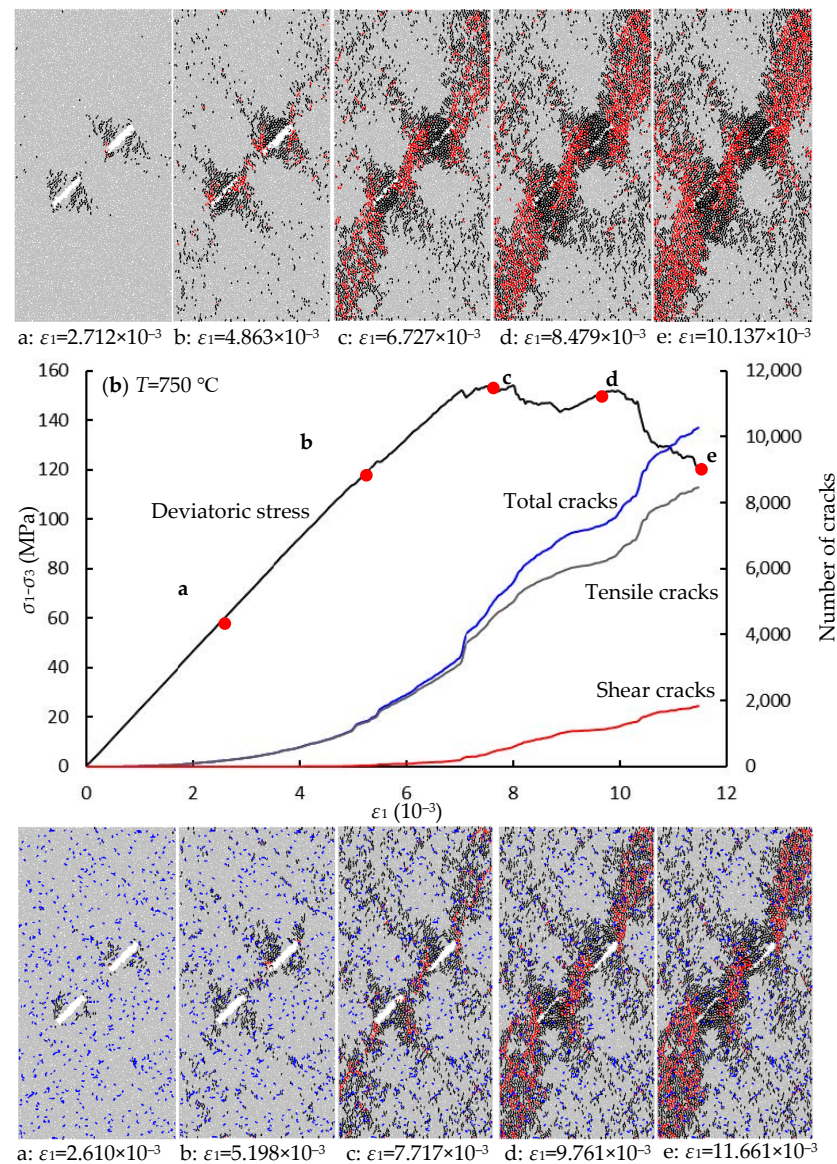 a: ε1=2.712×10⁻³ b: ε1=4.863×10⁻³ c: ε1=6.727×10⁻³ d: ε1=8.479×10⁻³ e: ε1=10.137×10⁻³
160 (b) T=750 °C c d 12,000
140 10,000
b
120 e
Total cracks
100 8,000
Deviatoric stress
σ1-σ3 (MPa)
Number of cracks
80 6,000
Tensile cracks
a
60
4,000
40
Shear cracks
20 2,000
0 0
0 2 4 6 8 10 12
ε1 (10⁻³)
a: ε1=2.610×10⁻³ b: ε1=5.198×10⁻³ c: ε1=7.717×10⁻³ d: ε1=9.761×10⁻³ e: ε1=11.661×10⁻³